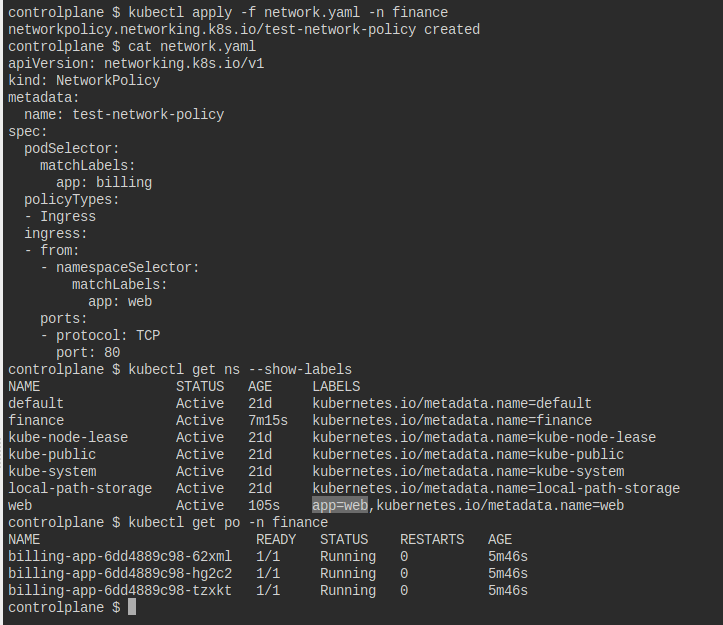 controlplane $ kubectl apply -f network.yaml -n finance
networkpolicy.networking.k8s.io/test-network-policy created
controlplane $ cat network.yaml
apiVersion: networking.k8s.io/v1
kind: NetworkPolicy
metadata:
  name: test-network-policy
spec:
  podSelector:
    matchLabels:
      app: billing
  policyTypes:
  - Ingress
  ingress:
  - from:
    - namespaceSelector:
        matchLabels:
          app: web
    ports:
    - protocol: TCP
      port: 80
controlplane $ kubectl get ns --show-labels
NAME                 STATUS   AGE     LABELS
default              Active   21d     kubernetes.io/metadata.name=default
finance              Active   7m15s   kubernetes.io/metadata.name=finance
kube-node-lease      Active   21d     kubernetes.io/metadata.name=kube-node-lease
kube-public          Active   21d     kubernetes.io/metadata.name=kube-public
kube-system          Active   21d     kubernetes.io/metadata.name=kube-system
local-path-storage   Active   21d     kubernetes.io/metadata.name=local-path-storage
web                  Active   105s    app=web,kubernetes.io/metadata.name=web
controlplane $ kubectl get po -n finance
NAME                           READY   STATUS    RESTARTS   AGE
billing-app-6dd4889c98-62xml   1/1     Running   0          5m46s
billing-app-6dd4889c98-hg2c2   1/1     Running   0          5m46s
billing-app-6dd4889c98-tzxkt   1/1     Running   0          5m46s
controlplane $